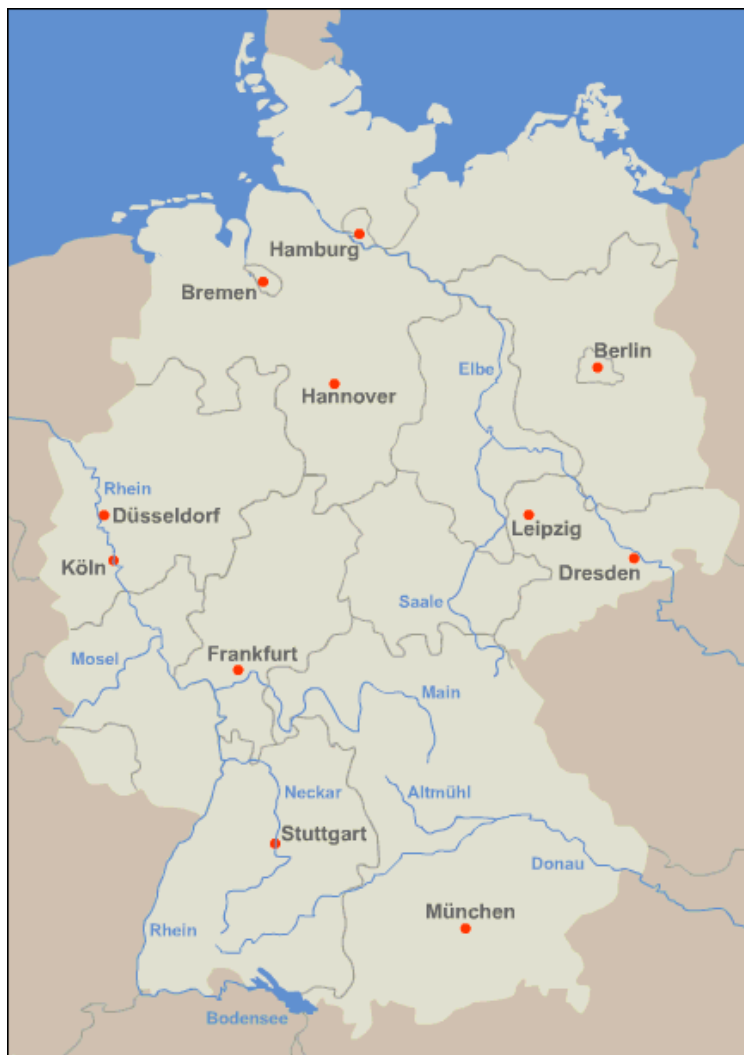 Hamburg
Bremen
Berlin
Elbe
Hannover
Rhein
Düsseldorf
Leipzig
Köln
Dresden
Saale
Frankfurt
Mosel
Main
Neckar
Altmühl
Stuttgart
Donau
München
Rhein
Bodensee